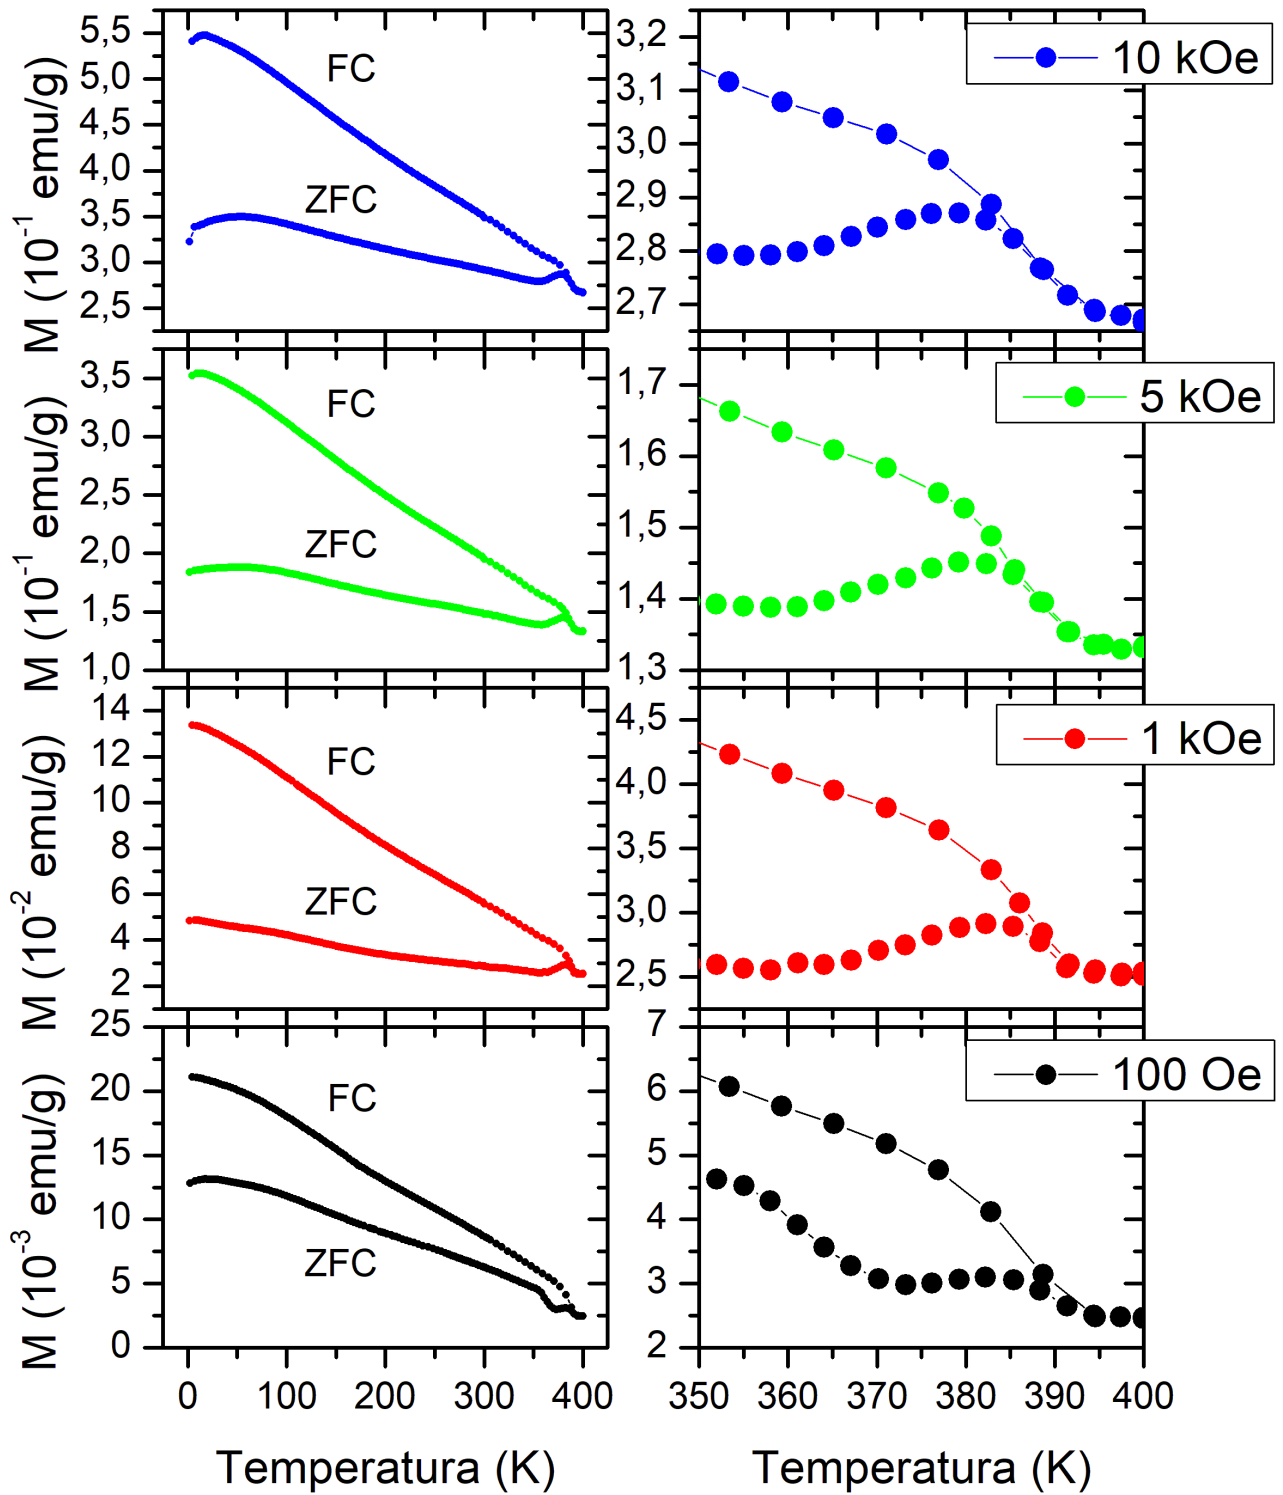 M (10⁻¹ emu/g)
5,5
5,0
4,5
4,0
3,5
3,0
2,5
FC
ZFC
3,2
3,1
3,0
2,9
2,8
2,7
10 kOe
M (10⁻¹ emu/g)
3,5
3,0
2,5
2,0
1,5
1,0
FC
ZFC
1,7
1,6
1,5
1,4
1,3
5 kOe
M (10⁻² emu/g)
14
12
10
8
6
4
2
FC
ZFC
4,5
4,0
3,5
3,0
2,5
1 kOe
M (10⁻³ emu/g)
25
20
15
10
5
0
FC
ZFC
7
6
5
4
3
2
100 Oe
0 100 200 300 400
350 360 370 380 390 400
Temperatura (K)
Temperatura (K)